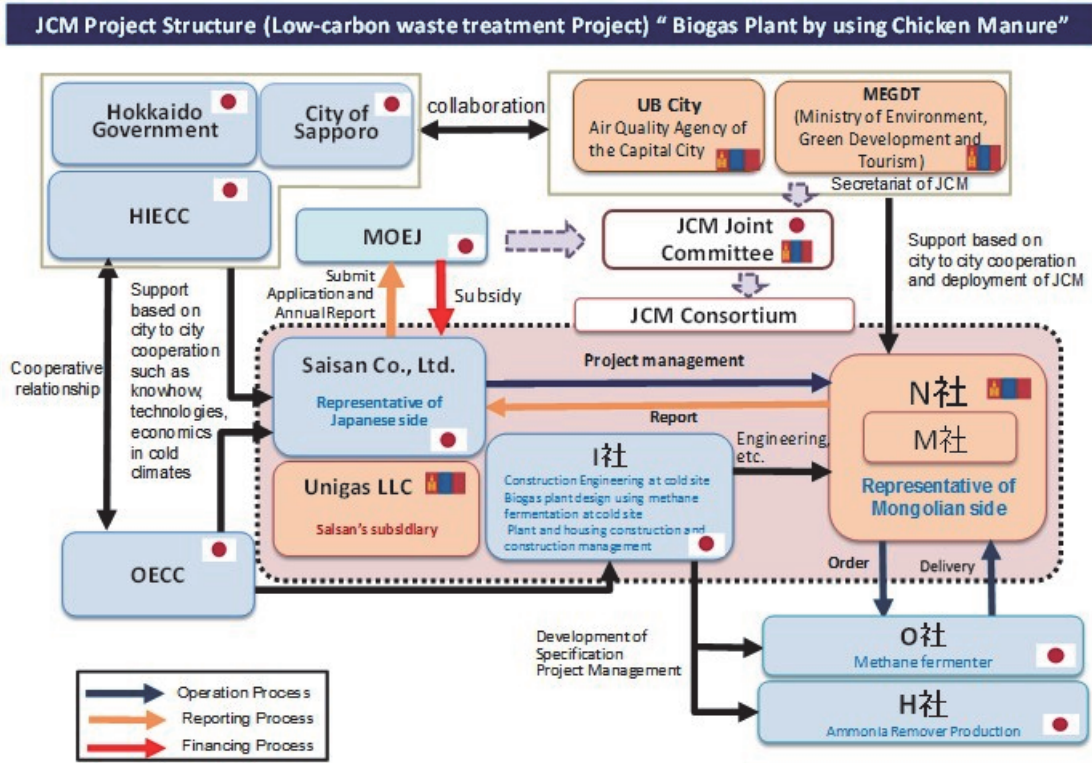 JCM Project Structure (Low-carbon waste treatment Project) “ Biogas Plant by using Chicken Manure”
Hokkaido
Government
City of
Sapporo
HIECC
collaboration
UB City
Air Quality Agency of
the Capital City
MEGDT
(Ministry of Environment,
Green Development and
Tourism)
Secretariat of JCM
MOEJ
JCM Joint
Committee
JCM Consortium
Support based on
city to city cooperation
and deployment of JCM
Submit
Application and
Annual Report
Subsidy
Cooperative
relationship
Support
based on
city to city
cooperation
such as
knowhow,
technologies,
economics
in cold
climates
Saisan Co., Ltd.
Representative of
Japanese side
Project management
Report
N社
M社
Representative of
Mongolian side
Unigas LLC
Saisan's subsidiary
I社
Construction Engineering at cold site
Biogas plant design using methane
fermentation at cold site
Plant and housing construction and
construction management
Engineering,
etc.
OECC
Order
Delivery
Development of
Specification
Project Management
O社
Methane fermenter
H社
Ammonia Remover Production
Operation Process
Reporting Process
Financing Process